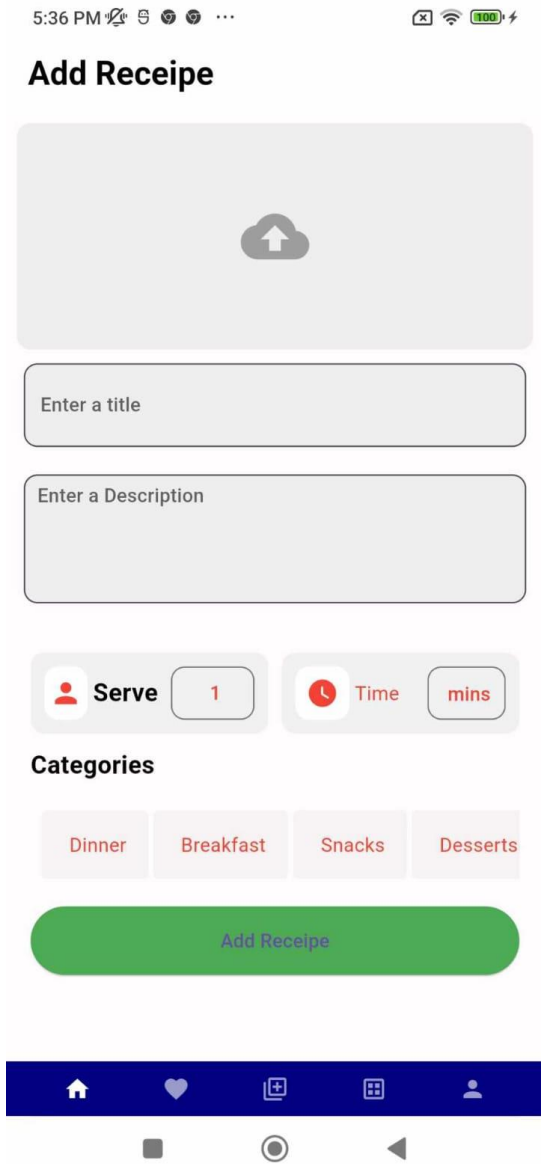 5:36 PM
100
Add Receipe
Enter a title
Enter a Description
Serve 1 Time mins
Categories
Dinner Breakfast Snacks Desserts
Add Receipe